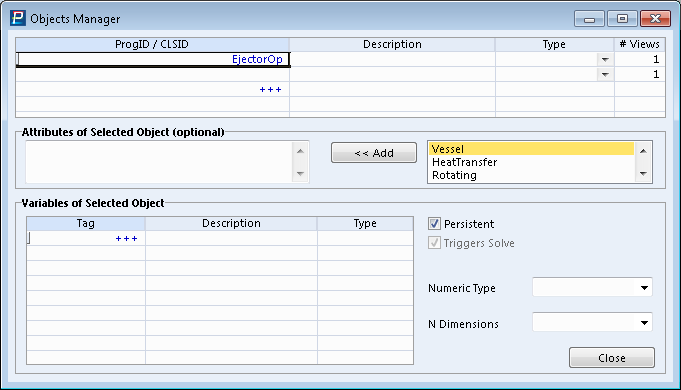 Objects Manager
ProgID / CLSID Description Type # Views
EjectorOp 1
1
+++
Attributes of Selected Object (optional)
<< Add
Vessel
HeatTransfer
Rotating
Variables of Selected Object
Tag Description Type
+++
Persistent
Triggers Solve
Numeric Type
N Dimensions
Close